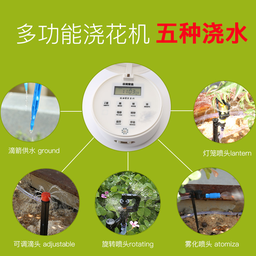 多功能浇花机 五种浇水
滴箭供水 ground
灯笼喷头lantern
可调滴头 adjustable
旋转喷头rotating
雾化喷头 atomiza